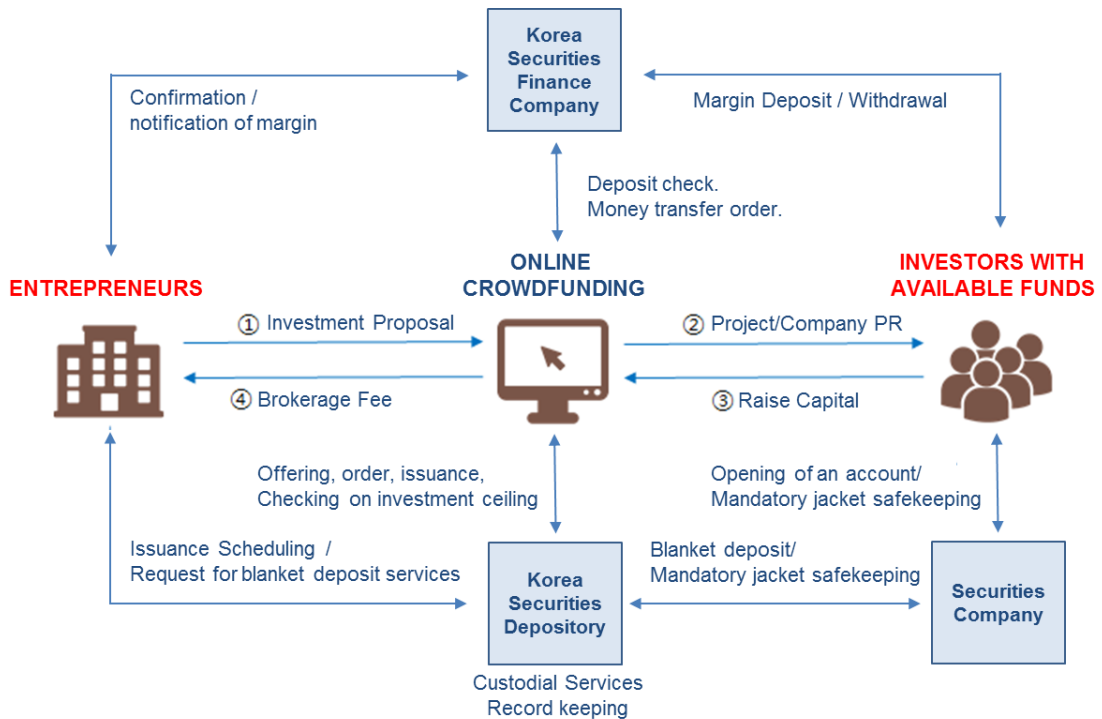 Korea
Securities
Finance
Company
Confirmation /
notification of margin
Margin Deposit / Withdrawal
Deposit check.
Money transfer order.
ENTREPRENEURS
ONLINE
CROWDFUNDING
INVESTORS WITH
AVAILABLE FUNDS
① Investment Proposal
② Project/Company PR
④ Brokerage Fee
③ Raise Capital
Offering, order, issuance,
Checking on investment ceiling
Opening of an account/
Mandatory jacket safekeeping
Issuance Scheduling /
Request for blanket deposit services
Blanket deposit/
Mandatory jacket safekeeping
Korea
Securities
Depository
Securities
Company
Custodial Services
Record keeping